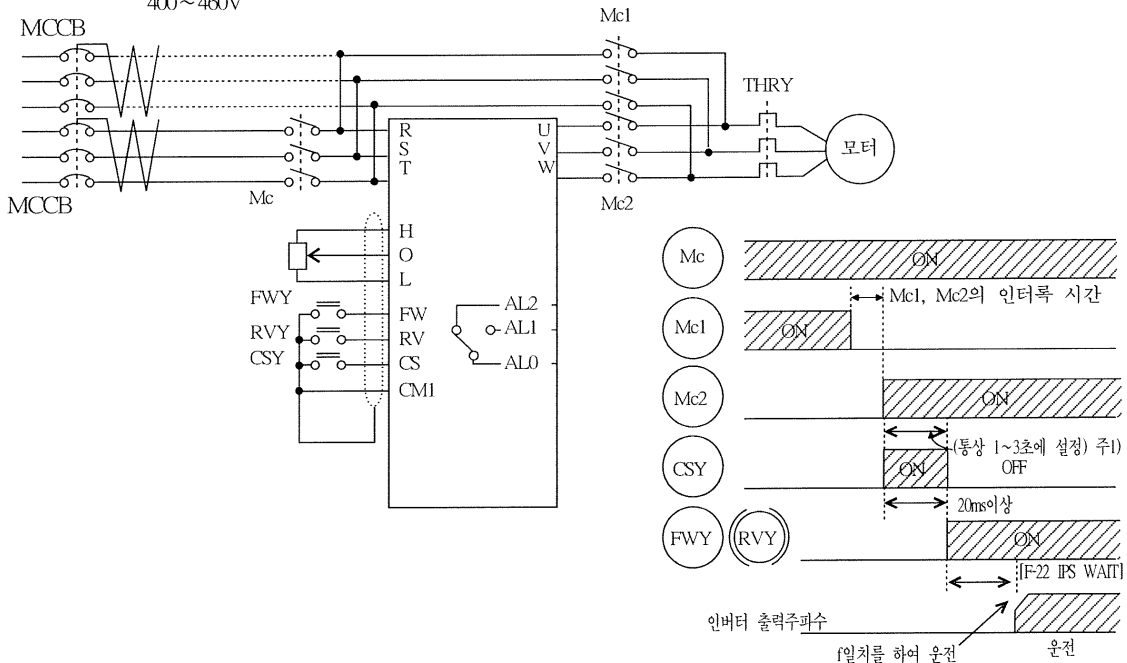 400~460V
MCCB
Mc1
THRY
R
S
T
U
V
W
모터
MCCB
Mc
Mc2
H
O
L
FWY
FW
RVY
RV
CSY
CS
CM1
AL2
AL1
AL0
Mc
ON
Mc1, Mc2의 인터록 시간
Mc1
ON
Mc2
ON
(통상 1~3초에 설정) 주1)
CSY
ON
OFF
20ms이상
FWY
RVY
ON
[F-22 IPS WAIT]
인버터 출력주파수
f일치를 하여 운전
운전